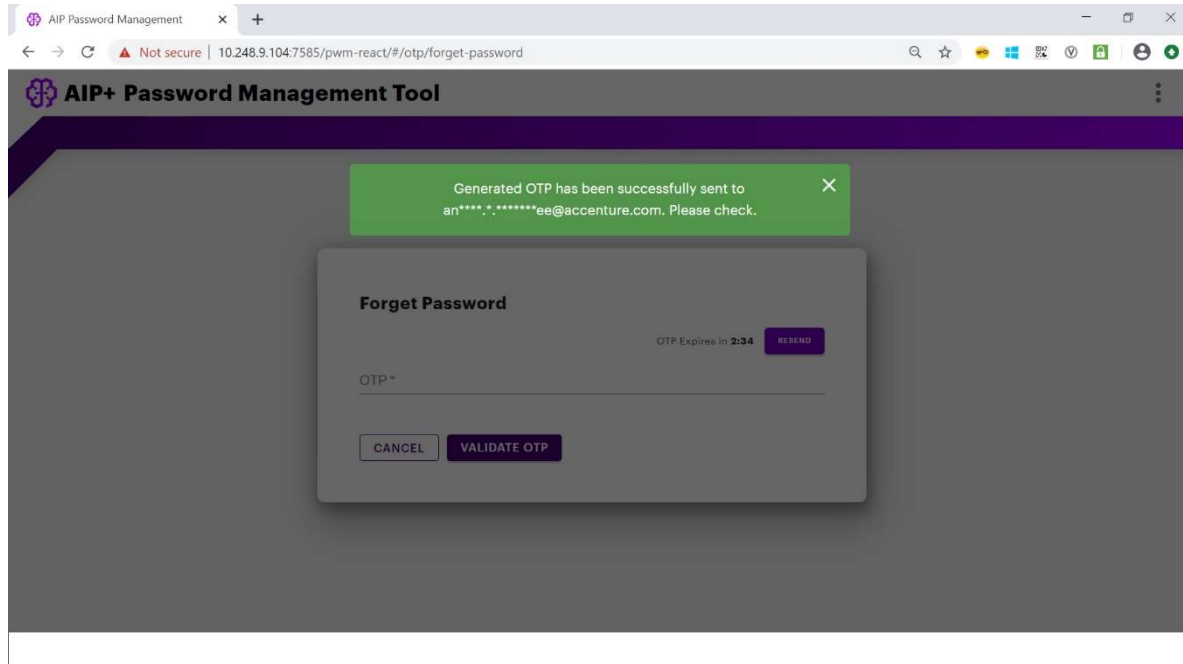 AIP Password Management
Not secure | 10.248.9.104:7585/pwm-react/#/otp/forget-password
AIP+ Password Management Tool
Generated OTP has been successfully sent to
an****.*.*******ee@accenture.com. Please check.
Forget Password
OTP Expires in 2:34 RESEND
OTP *
CANCEL VALIDATE OTP